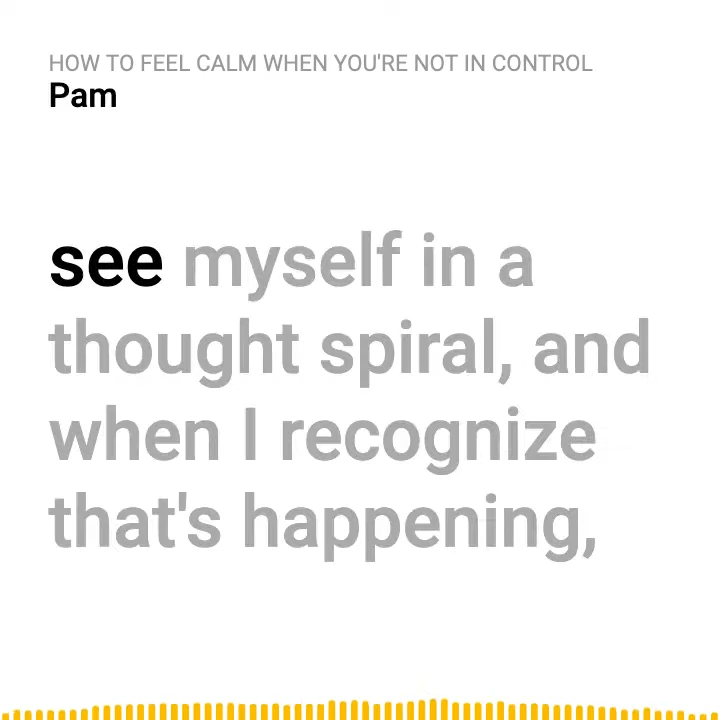 HOW TO FEEL CALM WHEN YOU'RE NOT IN CONTROL
Pam
see myself in a
thought spiral, and
when I recognize
that's happening,